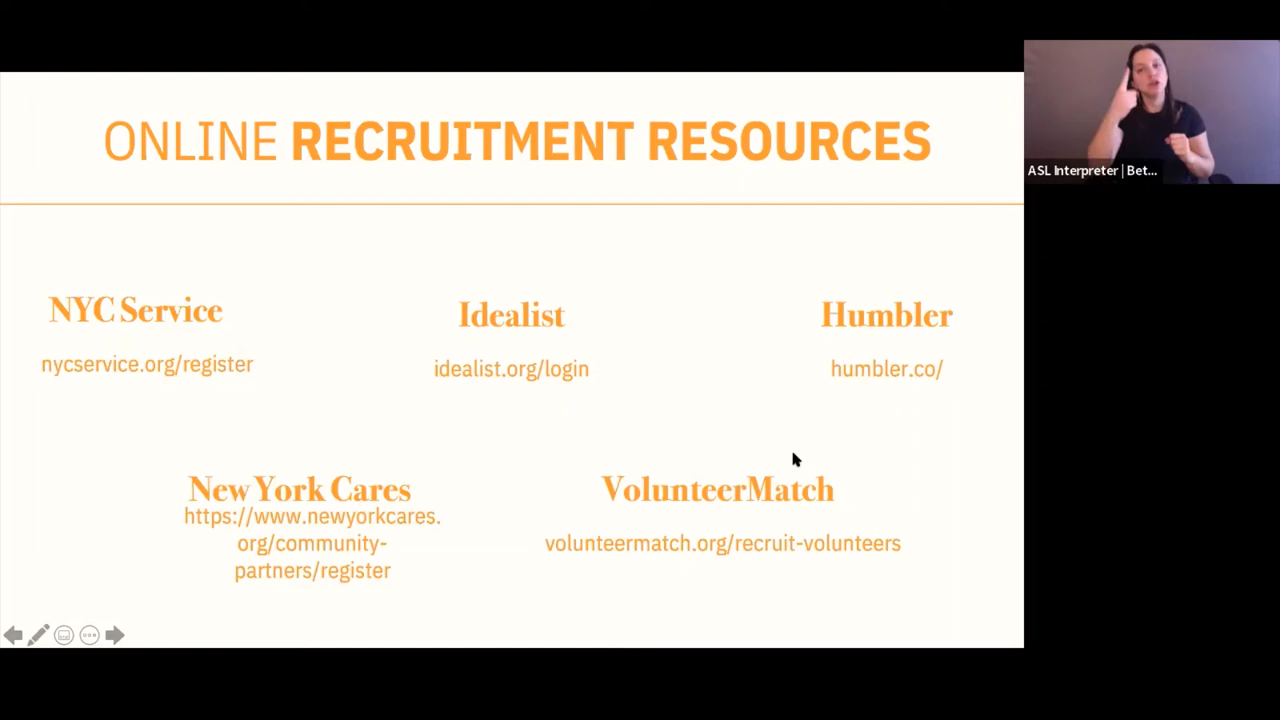 ONLINE RECRUITMENT RESOURCES
ASL Interpreter | Bet...
NYC Service
nycservice.org/register
Idealist
idealist.org/login
Humbler
humbler.co/
New York Cares
https://www.newyorkcares.
org/community-
partners/register
VolunteerMatch
volunteermatch.org/recruit-volunteers